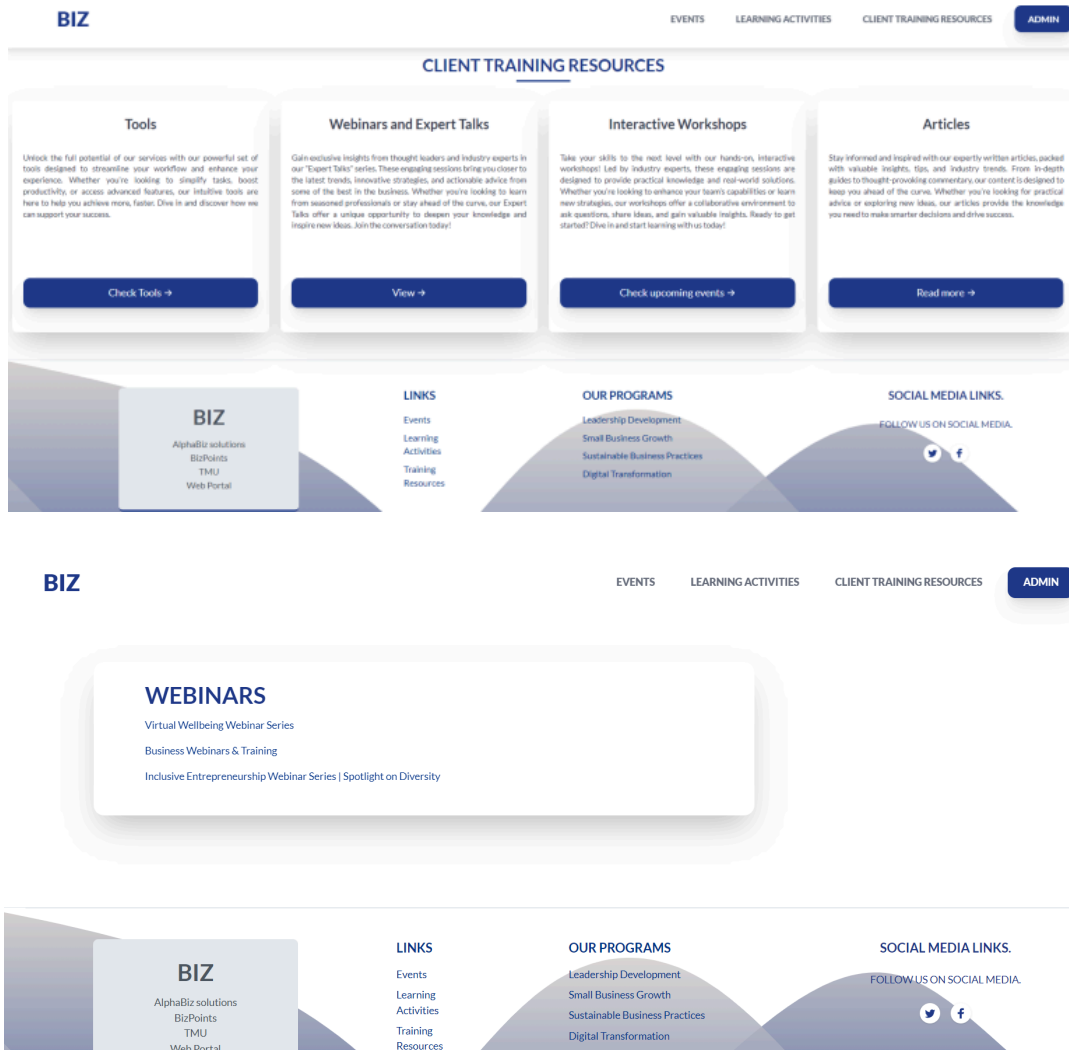 BIZ
EVENTS LEARNING ACTIVITIES CLIENT TRAINING RESOURCES ADMIN
CLIENT TRAINING RESOURCES
Tools
Unlock the full potential of our services with our powerful set of
tools designed to streamline your workflow and enhance your
experience. Whether you're looking to simplify tasks, boost
productivity, or access advanced features, our intuitive tools are
here to help you achieve more, faster. Dive in and discover how we
can support your success.
Check Tools →
Webinars and Expert Talks
Gain exclusive insights from thought leaders and industry experts in
our "Expert Talks" series. These engaging sessions bring you closer to
the latest trends, innovative strategies, and actionable advice from
some of the best in the business. Whether you're looking to learn
from seasoned professionals or stay ahead of the curve, our Expert
Talks offer a unique opportunity to deepen your knowledge and
inspire new ideas. Join the conversation today!
View →
Interactive Workshops
Take your skills to the next level with our hands-on, interactive
workshops! Led by industry experts, these engaging sessions are
designed to provide practical knowledge and real-world solutions.
Whether you're looking to enhance your team's capabilities or learn
new strategies, our workshops offer a collaborative environment to
ask questions, share ideas, and gain valuable insights. Ready to get
started? Dive in and start learning with us today!
Check upcoming events →
Articles
Stay informed and inspired with our expertly written articles, packed
with valuable insights, tips, and industry trends. From in-depth
guides to thought-provoking commentary, our content is designed to
keep you ahead of the curve. Whether you're looking for practical
advice or exploring new ideas, our articles provide the knowledge
you need to make smarter decisions and drive success.
Read more →
BIZ
AlphaBiz solutions
BizPoints
TMU
Web Portal
LINKS
Events
Learning
Activities
Training
Resources
OUR PROGRAMS
Leadership Development
Small Business Growth
Sustainable Business Practices
Digital Transformation
SOCIAL MEDIA LINKS.
FOLLOW US ON SOCIAL MEDIA.
BIZ
EVENTS LEARNING ACTIVITIES CLIENT TRAINING RESOURCES ADMIN
WEBINARS
Virtual Wellbeing Webinar Series
Business Webinars & Training
Inclusive Entrepreneurship Webinar Series | Spotlight on Diversity
BIZ
AlphaBiz solutions
BizPoints
TMU
Web Portal
LINKS
Events
Learning
Activities
Training
Resources
OUR PROGRAMS
Leadership Development
Small Business Growth
Sustainable Business Practices
Digital Transformation
SOCIAL MEDIA LINKS.
FOLLOW US ON SOCIAL MEDIA.